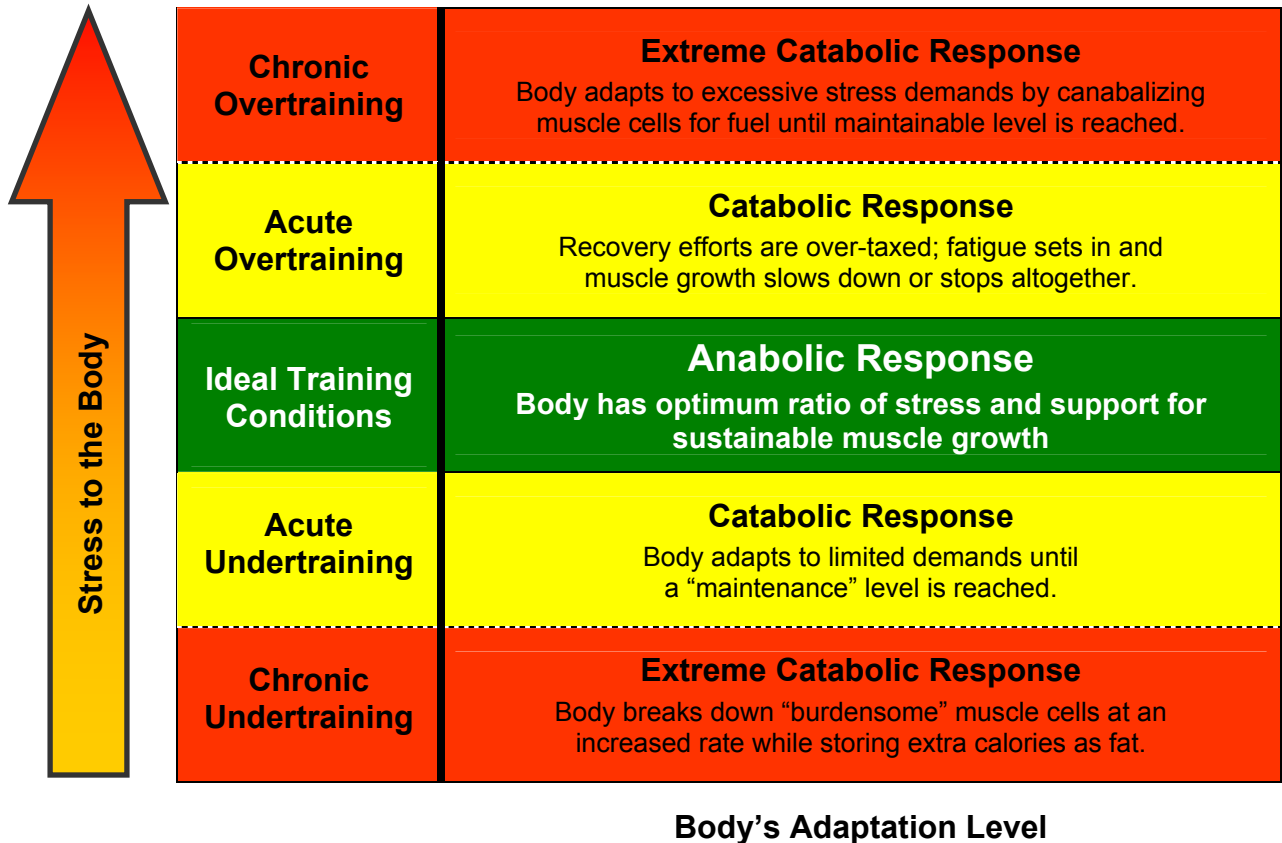 Stress to the Body
Chronic
Overtraining
Extreme Catabolic Response
Body adapts to excessive stress demands by canabalizing
muscle cells for fuel until maintainable level is reached.
Acute
Overtraining
Catabolic Response
Recovery efforts are over-taxed; fatigue sets in and
muscle growth slows down or stops altogether.
Ideal Training
Conditions
Anabolic Response
Body has optimum ratio of stress and support for
sustainable muscle growth
Acute
Undertraining
Catabolic Response
Body adapts to limited demands until
a “maintenance” level is reached.
Chronic
Undertraining
Extreme Catabolic Response
Body breaks down “burdensome” muscle cells at an
increased rate while storing extra calories as fat.
Body’s Adaptation Level